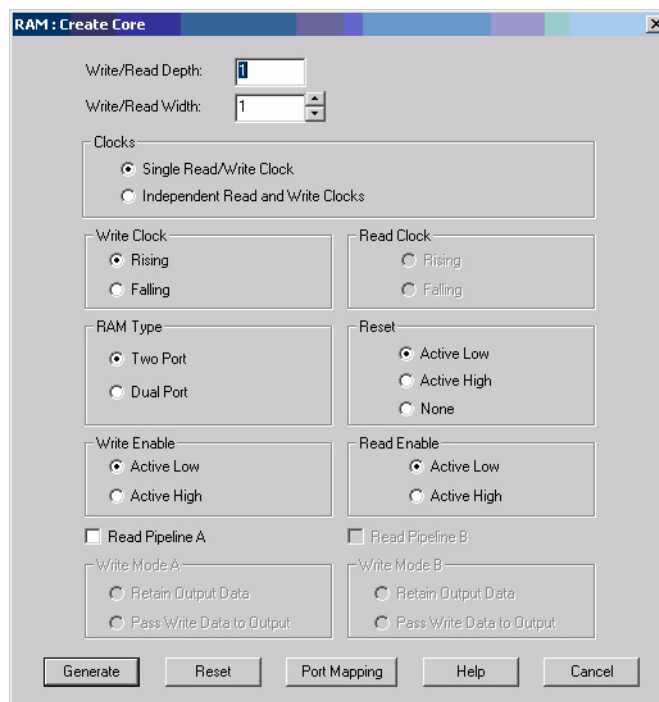 RAM : Create Core
Write/Read Depth: 1
Write/Read Width: 1
Clocks
Single Read/Write Clock
Independent Read and Write Clocks
Write Clock
Rising
Falling
Read Clock
Rising
Falling
RAM Type
Two Port
Dual Port
Reset
Active Low
Active High
None
Write Enable
Active Low
Active High
Read Enable
Active Low
Active High
Read Pipeline A
Read Pipeline B
Write Mode A
Retain Output Data
Pass Write Data to Output
Write Mode B
Retain Output Data
Pass Write Data to Output
Generate Reset Port Mapping Help Cancel